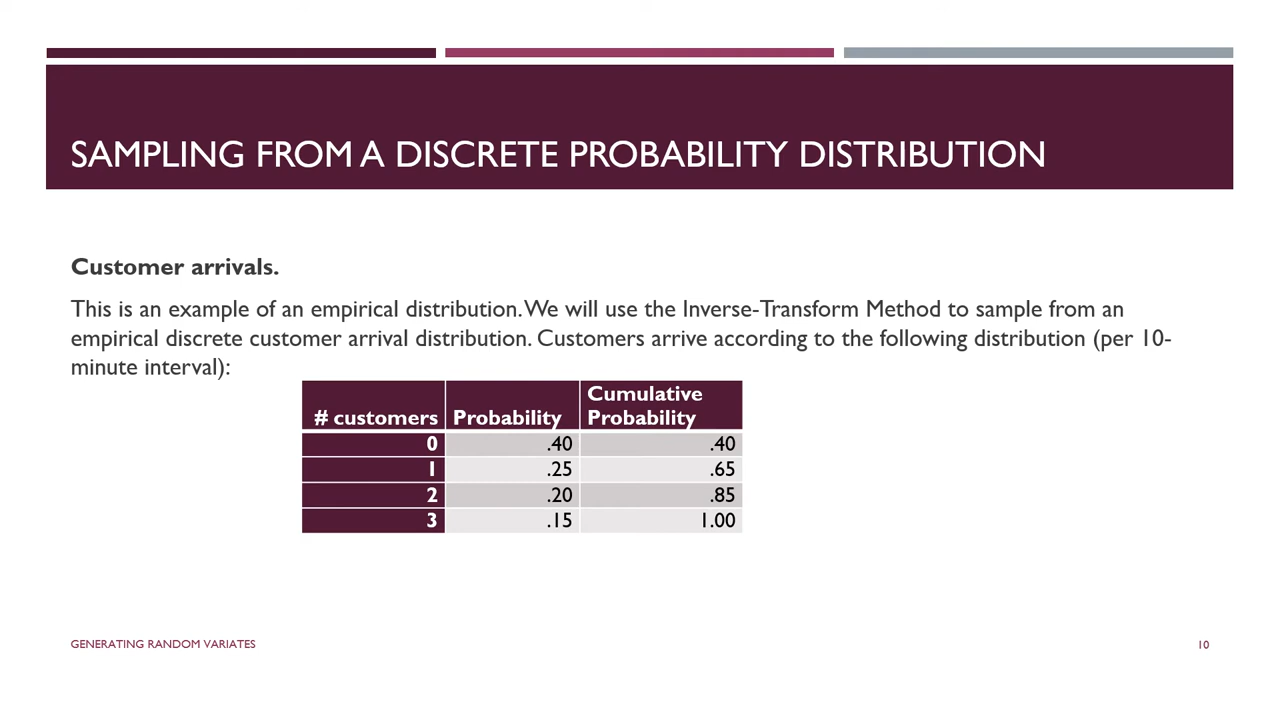 SAMPLING FROM A DISCRETE PROBABILITY DISTRIBUTION
Customer arrivals.
This is an example of an empirical distribution. We will use the Inverse-Transform Method to sample from an
empirical discrete customer arrival distribution. Customers arrive according to the following distribution (per 10-
minute interval):
# customers Probability Cumulative Probability
0 .40 .40
1 .25 .65
2 .20 .85
3 .15 1.00
GENERATING RANDOM VARIATES 10